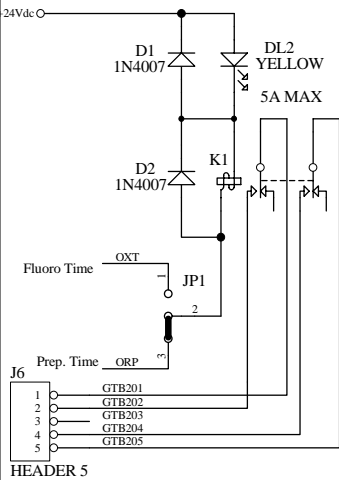 +24Vdc
D1
1N4007
DL2
YELLOW
5A MAX
D2
1N4007
K1
Fluoro Time
OXT
1
JP1
2
3
Prep. Time
ORP
J6
1
GTB201
2
GTB202
3
GTB203
4
GTB204
5
GTB205
HEADER 5